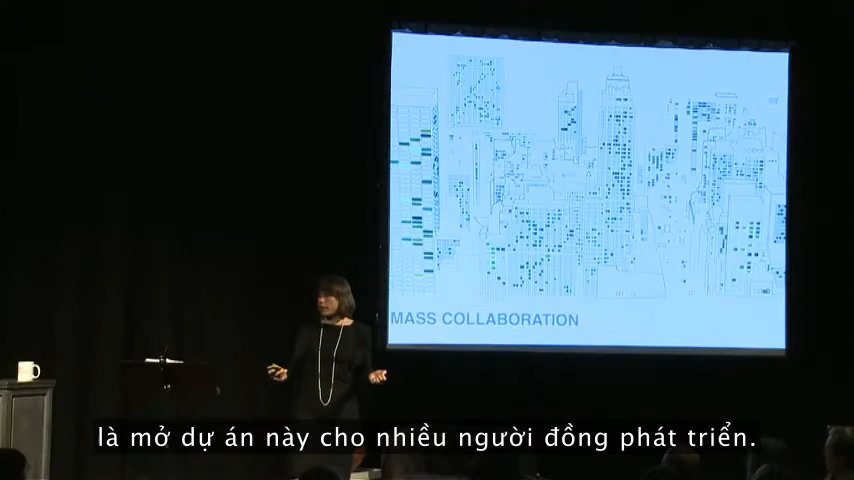 MASS COLLABORATION
là mở dự án này cho nhiều người đồng phát triển.